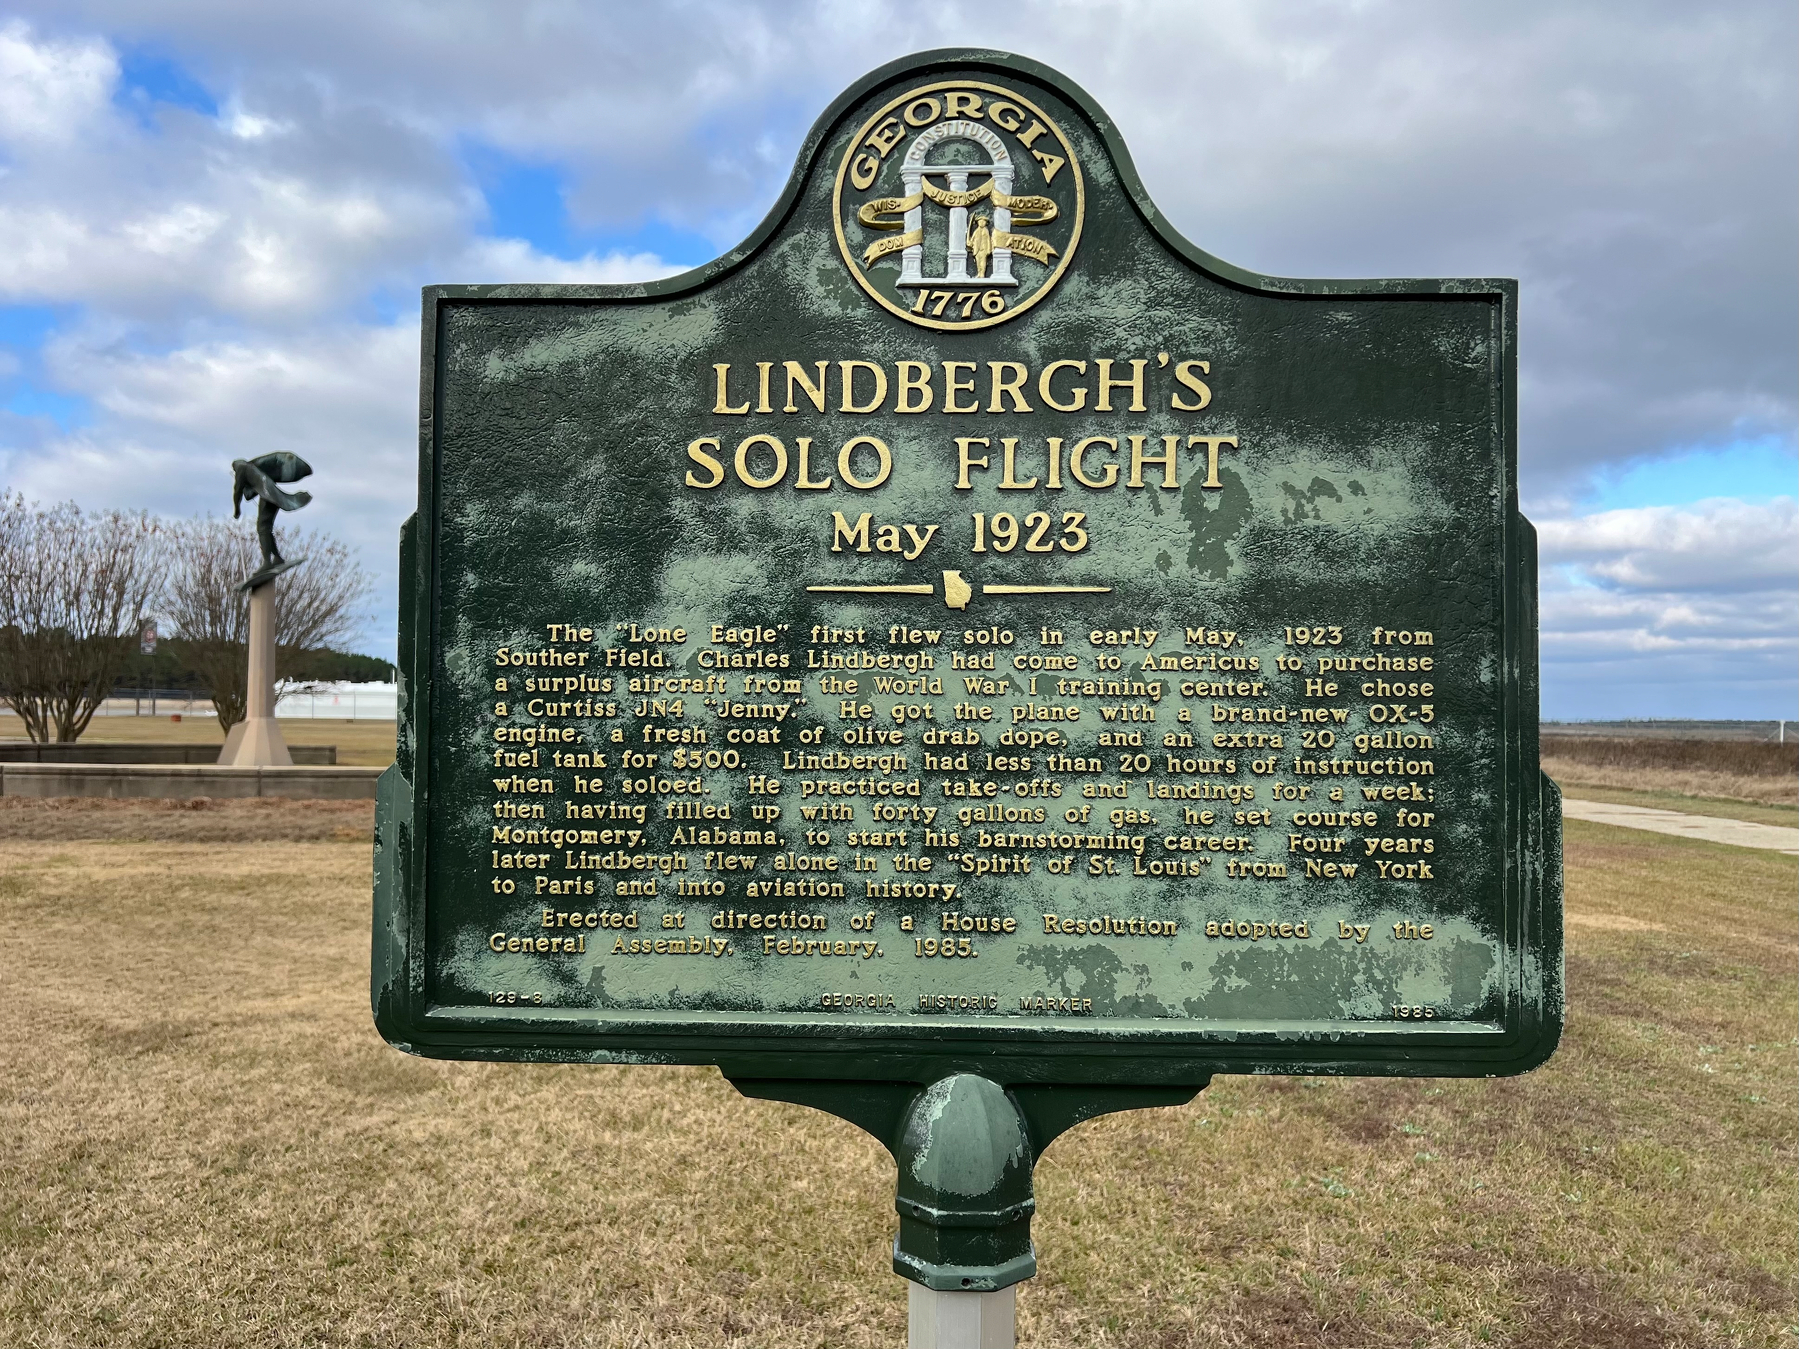 GEORGIA
CONSTITUTION
WIS- JUSTICE MODER-
DOM ATION
1776
LINDBERGH'S
SOLO FLIGHT
May 1923
The "Lone Eagle" first flew solo in early May, 1923 from
Souther Field. Charles Lindbergh had come to Americus to purchase
a surplus aircraft from the World War I training center. He chose
a Curtiss JN4 "Jenny." He got the plane with a brand-new OX-5
engine, a fresh coat of olive drab dope, and an extra 20 gallon
fuel tank for $500. Lindbergh had less than 20 hours of instruction
when he soloed. He practiced take-offs and landings for a week;
then having filled up with forty gallons of gas, he set course for
Montgomery, Alabama, to start his barnstorming career. Four years
later Lindbergh flew alone in the "Spirit of St. Louis" from New York
to Paris and into aviation history.
Erected at direction of a House Resolution adopted by the
General Assembly, February, 1985.
129-8 GEORGIA HISTORIC MARKER 1985